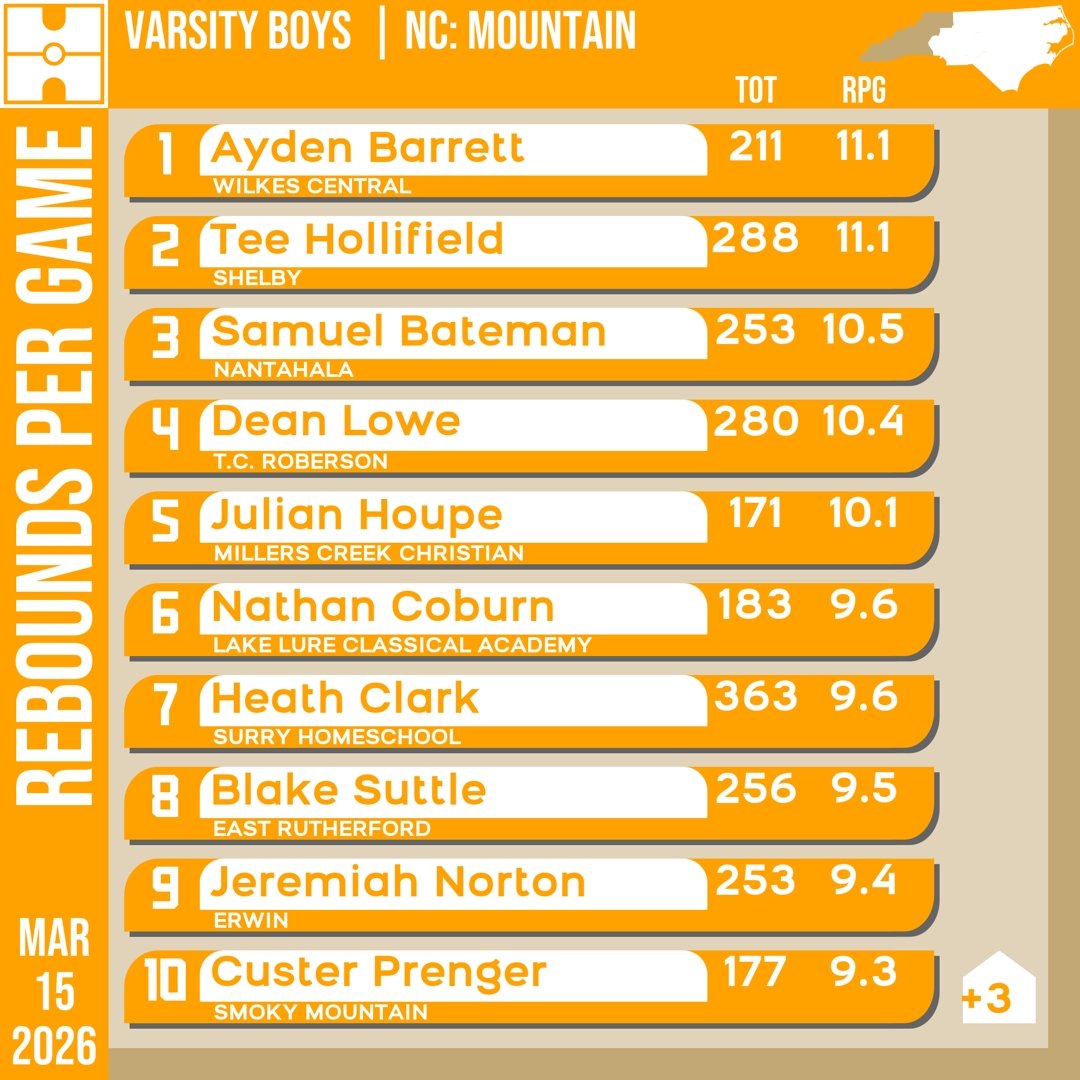 VARSITY BOYS | NC: MOUNTAIN
TOT RPG
REBOUNDS PER GAME
MAR
15
2026
1 Ayden Barrett 211 11.1
WILKES CENTRAL
2 Tee Hollifield 288 11.1
SHELBY
3 Samuel Bateman 253 10.5
NANTAHALA
4 Dean Lowe 280 10.4
T.C. ROBERSON
5 Julian Houpe 171 10.1
MILLERS CREEK CHRISTIAN
6 Nathan Coburn 183 9.6
LAKE LURE CLASSICAL ACADEMY
7 Heath Clark 363 9.6
SURRY HOMESCHOOL
8 Blake Suttle 256 9.5
EAST RUTHERFORD
9 Jeremiah Norton 253 9.4
ERWIN
10 Custer Prenger 177 9.3 +3
SMOKY MOUNTAIN